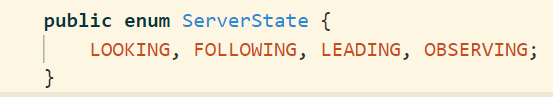 public enum ServerState {
    LOOKING, FOLLOWING, LEADING, OBSERVING;
}